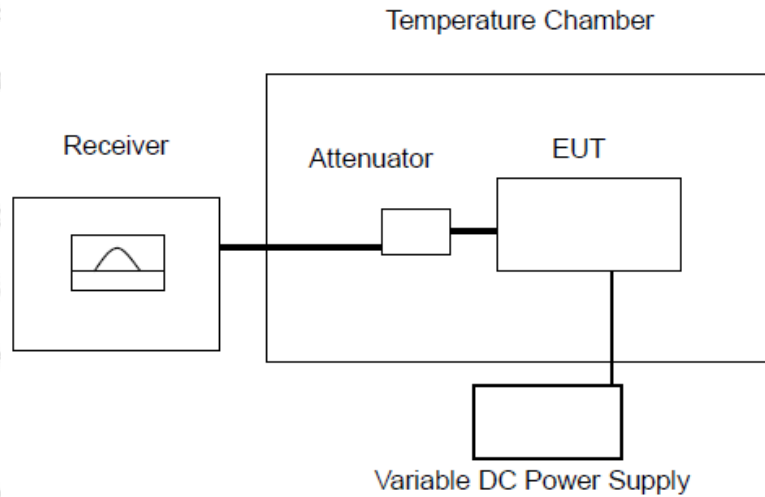 Temperature Chamber
Receiver
Attenuator
EUT
Variable DC Power Supply